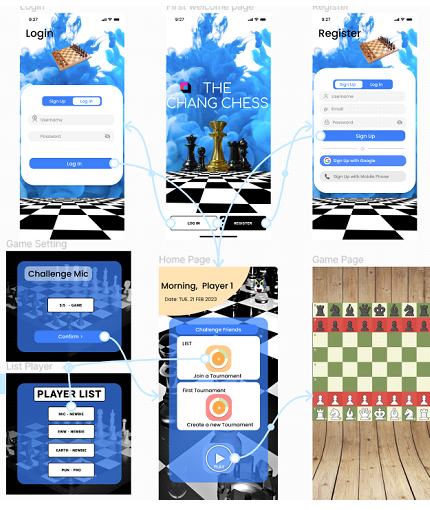 Login
First welcome page
Register
9:27
Login
Sign Up
Log In
Username
Password
Log In
9:27
THE
CHANG CHESS
LOG IN
REGISTER
9:27
Register
Sign Up
Log In
Username
Email
Password
Sign Up
or
Sign Up with Google
Sign Up with Mobile Phone
Game Setting
Challenge Mic
GAME
Confirm >
List Player
PLAYER LIST
MIC - NEWBIE
- NEWBIE
EARTH - NEWBIE
PUN - PRO
Home Page
Morning, Player 1
Date: TUE, 21 FEB 2023
Challenge Friends
LIST
Join a Tournament
First Tournament
Create a new Tournament
PLAY
Game Page